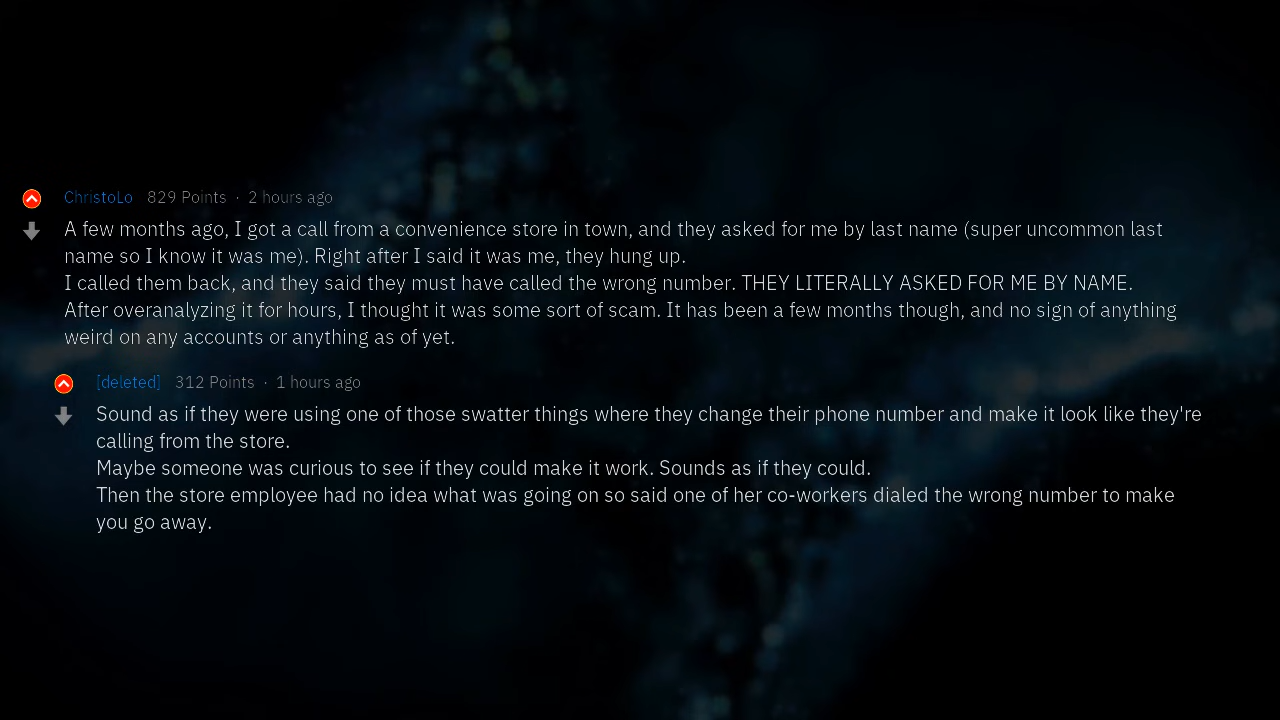 ChristoLo 829 Points · 2 hours ago
A few months ago, I got a call from a convenience store in town, and they asked for me by last name (super uncommon last
name so I know it was me). Right after I said it was me, they hung up.
I called them back, and they said they must have called the wrong number. THEY LITERALLY ASKED FOR ME BY NAME.
After overanalyzing it for hours, I thought it was some sort of scam. It has been a few months though, and no sign of anything
weird on any accounts or anything as of yet.
[deleted] 312 Points · 1 hours ago
Sound as if they were using one of those swatter things where they change their phone number and make it look like they're
calling from the store.
Maybe someone was curious to see if they could make it work. Sounds as if they could.
Then the store employee had no idea what was going on so said one of her co-workers dialed the wrong number to make
you go away.